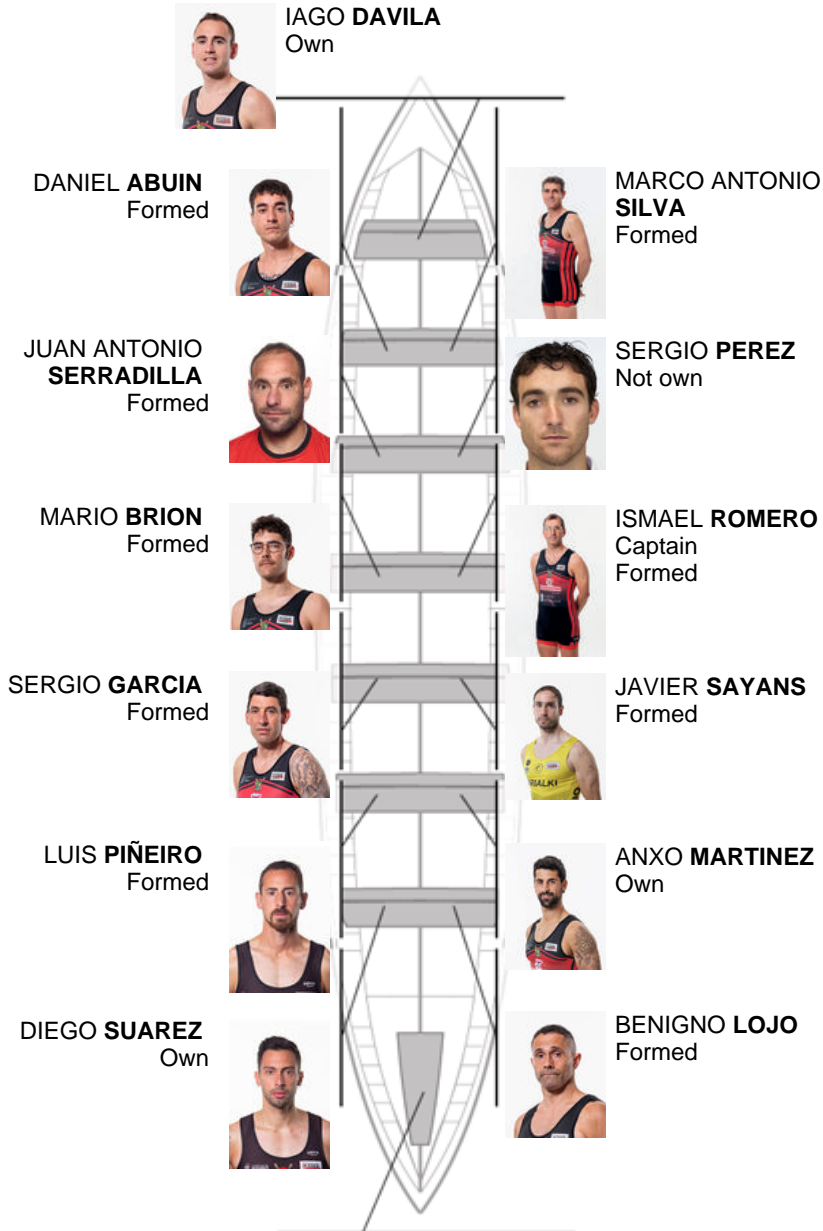 IAGO DAVILA
Own
DANIEL ABUIN
Formed
MARCO ANTONIO
SILVA
Formed
JUAN ANTONIO
SERRADILLA
Formed
SERGIO PEREZ
Not own
MARIO BRION
Formed
ISMAEL ROMERO
Captain
Formed
SERGIO GARCIA
Formed
JAVIER SAYANS
Formed
LUIS PIÑEIRO
Formed
ANXO MARTINEZ
Own
DIEGO SUAREZ
Own
BENIGNO LOJO
Formed